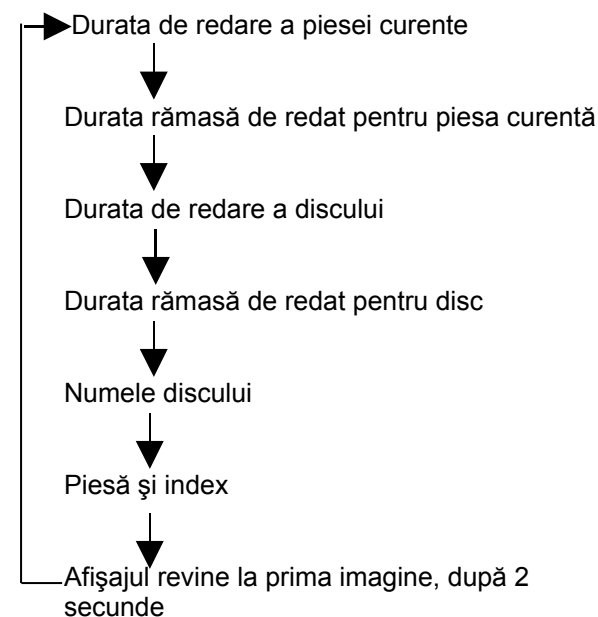 Durata de redare a piesei curente
Durata rămasă de redat pentru piesa curentă
Durata de redare a discului
Durata rămasă de redat pentru disc
Numele discului
Piesă şi index
Afişajul revine la prima imagine, după 2
secunde